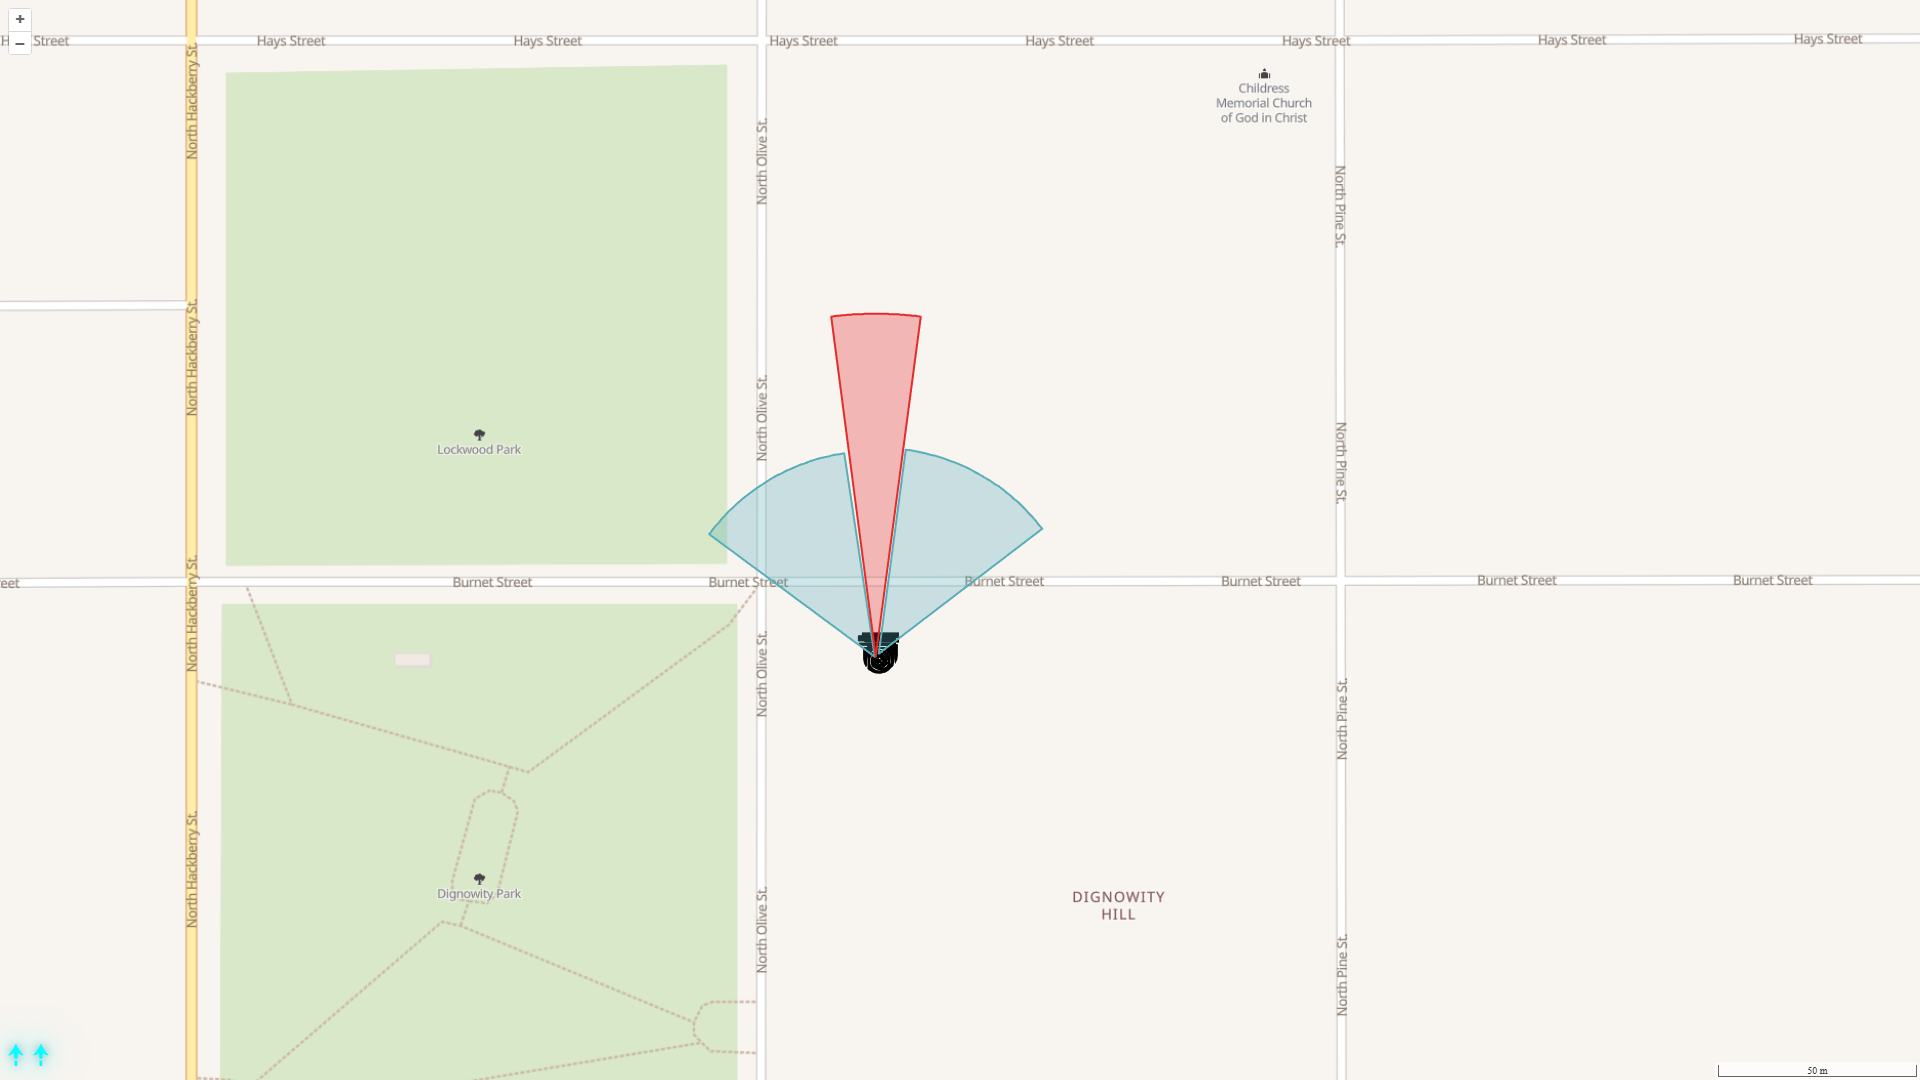 +
−
H
Street
Hays Street
Hays Street
Hays Street
Hays Street
Hays Street
Hays Street
Hays Street
North Hackberry St.
North Olive St.
Childress
Memorial Church
of God in Christ
North Pine St.
North Hackberry St.
North Olive St.
North Pine St.
Lockwood Park
eet
Burnet Street
Burnet Street
Burnet Street
Burnet Street
Burnet Street
Burnet Street
North Hackberry St.
North Olive St.
North Pine St.
North Hackberry St.
Dignowity Park
DIGNOWITY
HILL
North Olive St.
North Pine St.
50 m